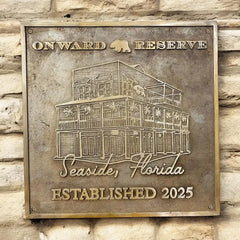 ONWARD RESERVE
Seaside, Florida
ESTABLISHED 2025